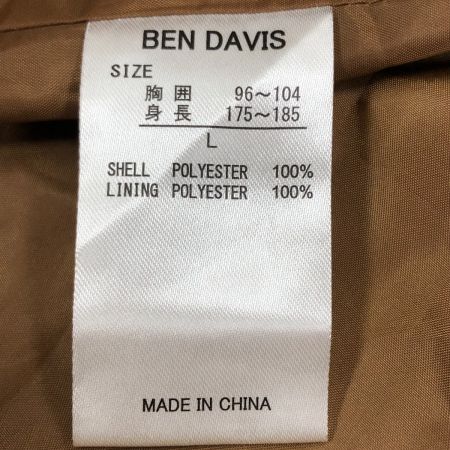 BEN DAVIS
SIZE
胸囲 96～104
身長 175～185
L
SHELL POLYESTER 100%
LINING POLYESTER 100%
MADE IN CHINA